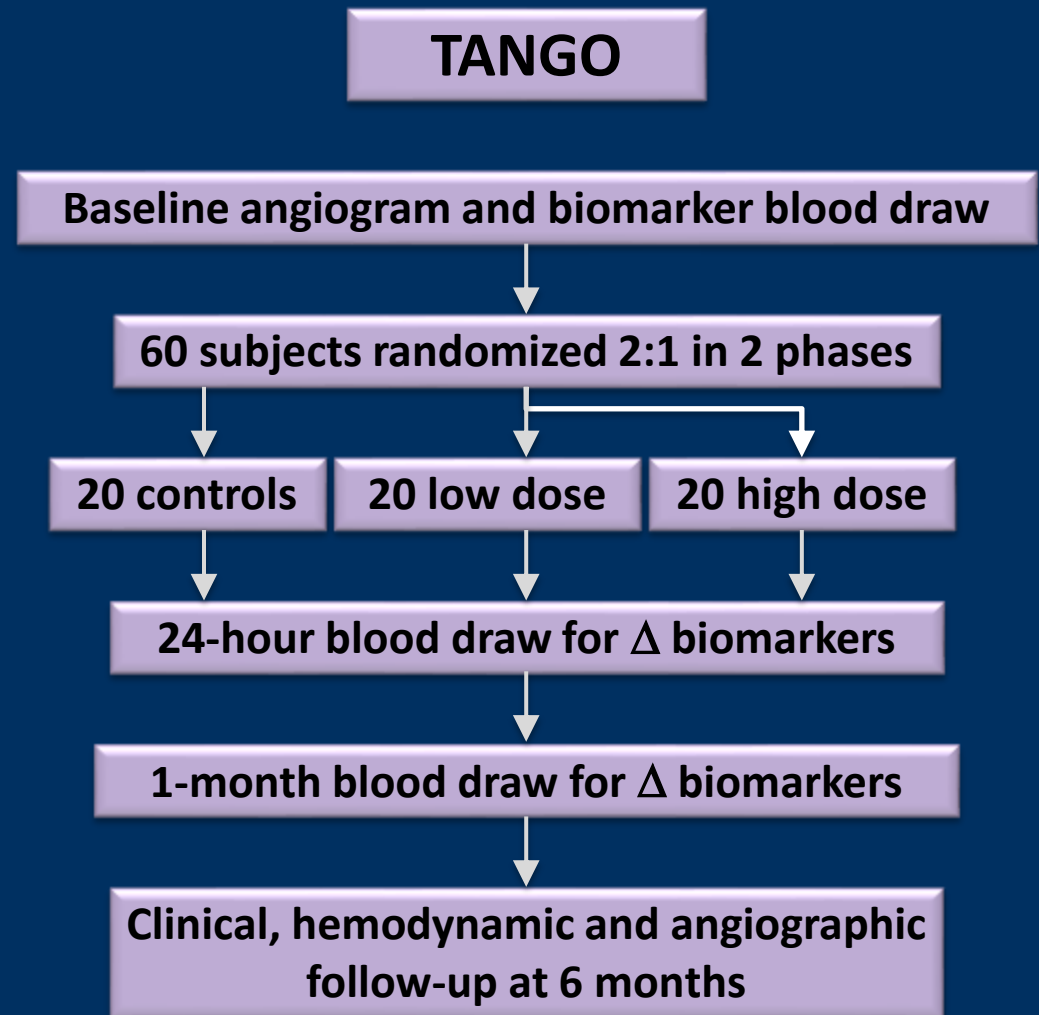 TANGO
Baseline angiogram and biomarker blood draw
60 subjects randomized 2:1 in 2 phases
20 controls
20 low dose
20 high dose
24-hour blood draw for Δ biomarkers
1-month blood draw for Δ biomarkers
Clinical, hemodynamic and angiographic
follow-up at 6 months